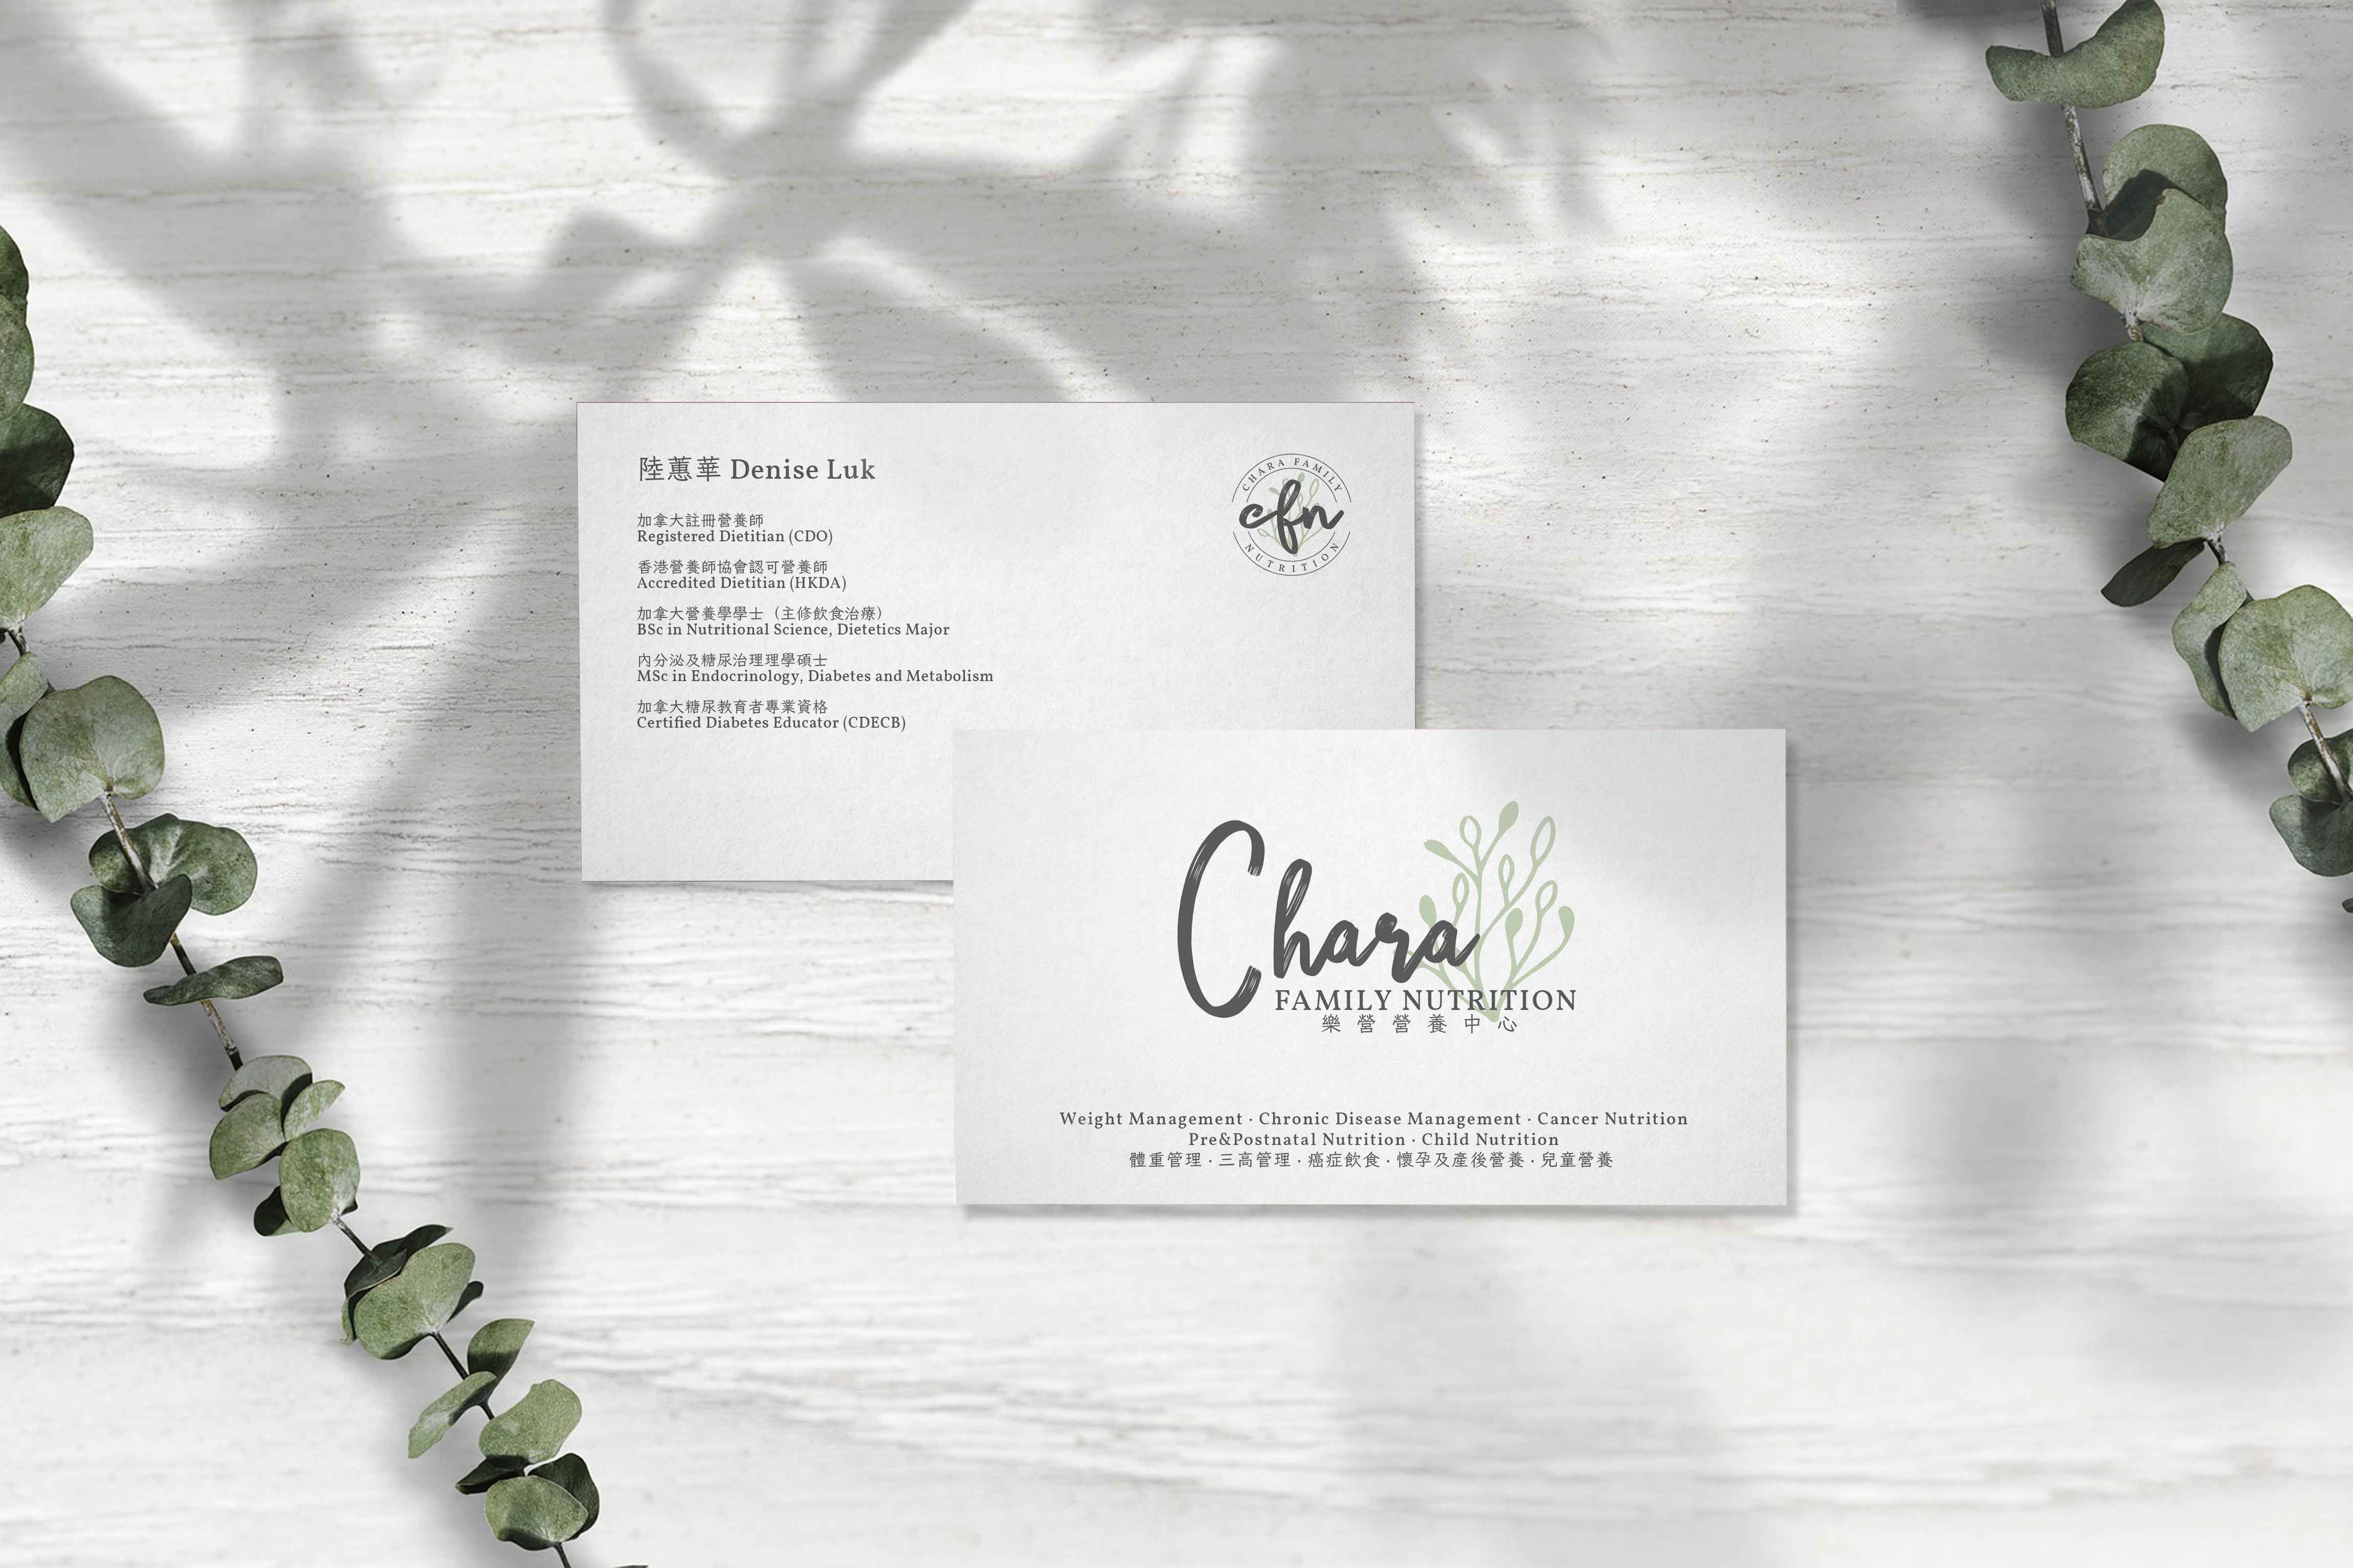 陸蕙華 Denise Luk
加拿大註冊營養師
Registered Dietitian (CDO)
香港營養師協會認可營養師
Accredited Dietitian (HKDA)
加拿大營養學學士（主修飲食治療）
BSc in Nutritional Science, Dietetics Major
內分泌及糖尿治理理學碩士
MSc in Endocrinology, Diabetes and Metabolism
加拿大糖尿教育者專業資格
Certified Diabetes Educator (CDECB)
CHARA FAMILY
cfn
NUTRITION
Chara
FAMILY NUTRITION
樂營營養中心
Weight Management · Chronic Disease Management · Cancer Nutrition
Pre&Postnatal Nutrition · Child Nutrition
體重管理 · 三高管理 · 癌症飲食 · 懷孕及產後營養 · 兒童營養